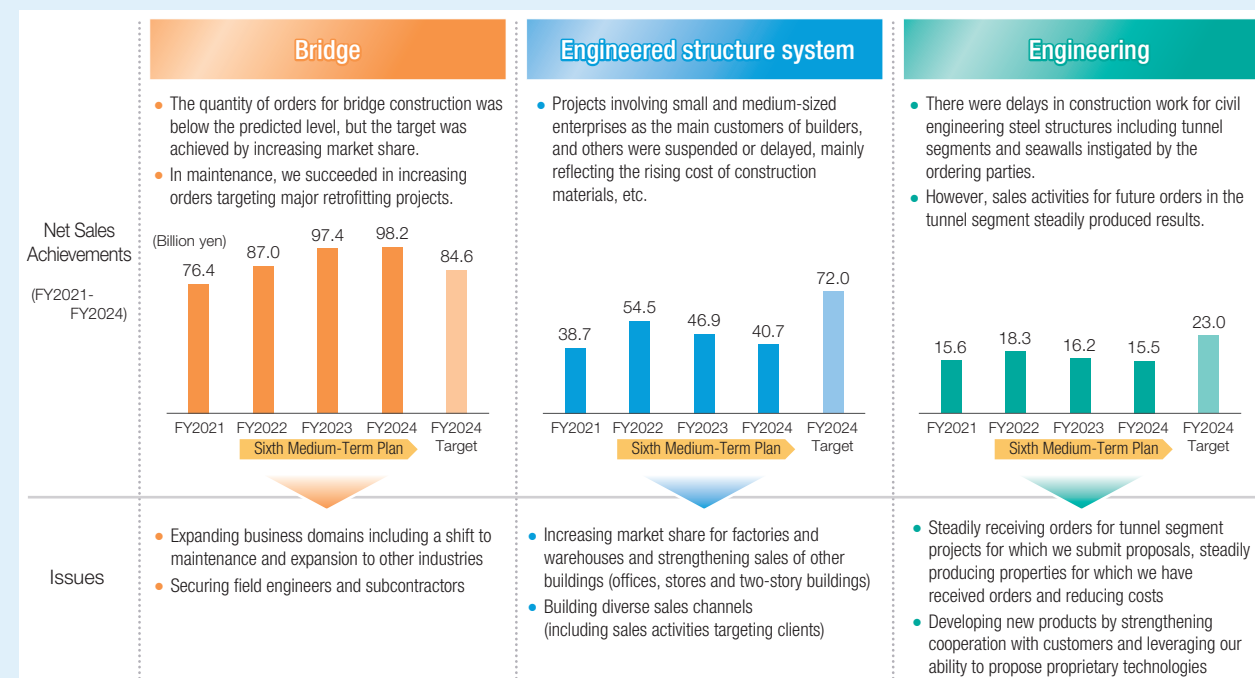 Bridge
Engineered structure system
Engineering
Net Sales
Achievements
(FY2021-
FY2024)
• The quantity of orders for bridge construction was
below the predicted level, but the target was
achieved by increasing market share.
• In maintenance, we succeeded in increasing
orders targeting major retrofitting projects.
(Billion yen)
76.4
87.0
97.4
98.2
84.6
FY2021
FY2022
FY2023
FY2024
FY2024
Target
Sixth Medium-Term Plan
• Projects involving small and medium-sized
enterprises as the main customers of builders,
and others were suspended or delayed, mainly
reflecting the rising cost of construction
materials, etc.
38.7
54.5
46.9
40.7
72.0
FY2021
FY2022
FY2023
FY2024
FY2024
Target
Sixth Medium-Term Plan
• There were delays in construction work for civil
engineering steel structures including tunnel
segments and seawalls instigated by the
ordering parties.
• However, sales activities for future orders in the
tunnel segment steadily produced results.
15.6
18.3
16.2
15.5
23.0
FY2021
FY2022
FY2023
FY2024
FY2024
Target
Sixth Medium-Term Plan
Issues
• Expanding business domains including a shift to
maintenance and expansion to other industries
• Securing field engineers and subcontractors
• Increasing market share for factories and
warehouses and strengthening sales of other
buildings (offices, stores and two-story buildings)
• Building diverse sales channels
(including sales activities targeting clients)
• Steadily receiving orders for tunnel segment
projects for which we submit proposals, steadily
producing properties for which we have
received orders and reducing costs
• Developing new products by strengthening
cooperation with customers and leveraging our
ability to propose proprietary technologies